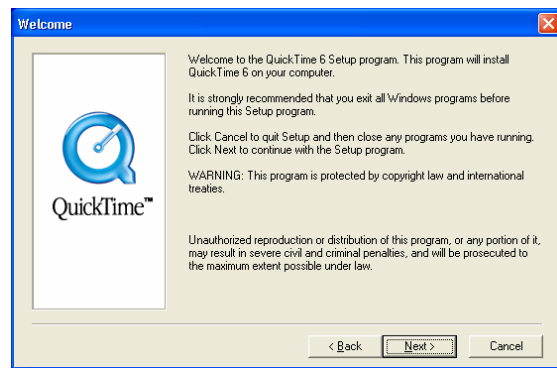 Welcome
Welcome to the QuickTime 6 Setup program. This program will install
QuickTime 6 on your computer.
It is strongly recommended that you exit all Windows programs before
running this Setup program.
Click Cancel to quit Setup and then close any programs you have running.
Click Next to continue with the Setup program.
WARNING: This program is protected by copyright law and international
treaties.
Unauthorized reproduction or distribution of this program, or any portion of it,
may result in severe civil and criminal penalties, and will be prosecuted to
the maximum extent possible under law.
QuickTime™
< Back
Next >
Cancel